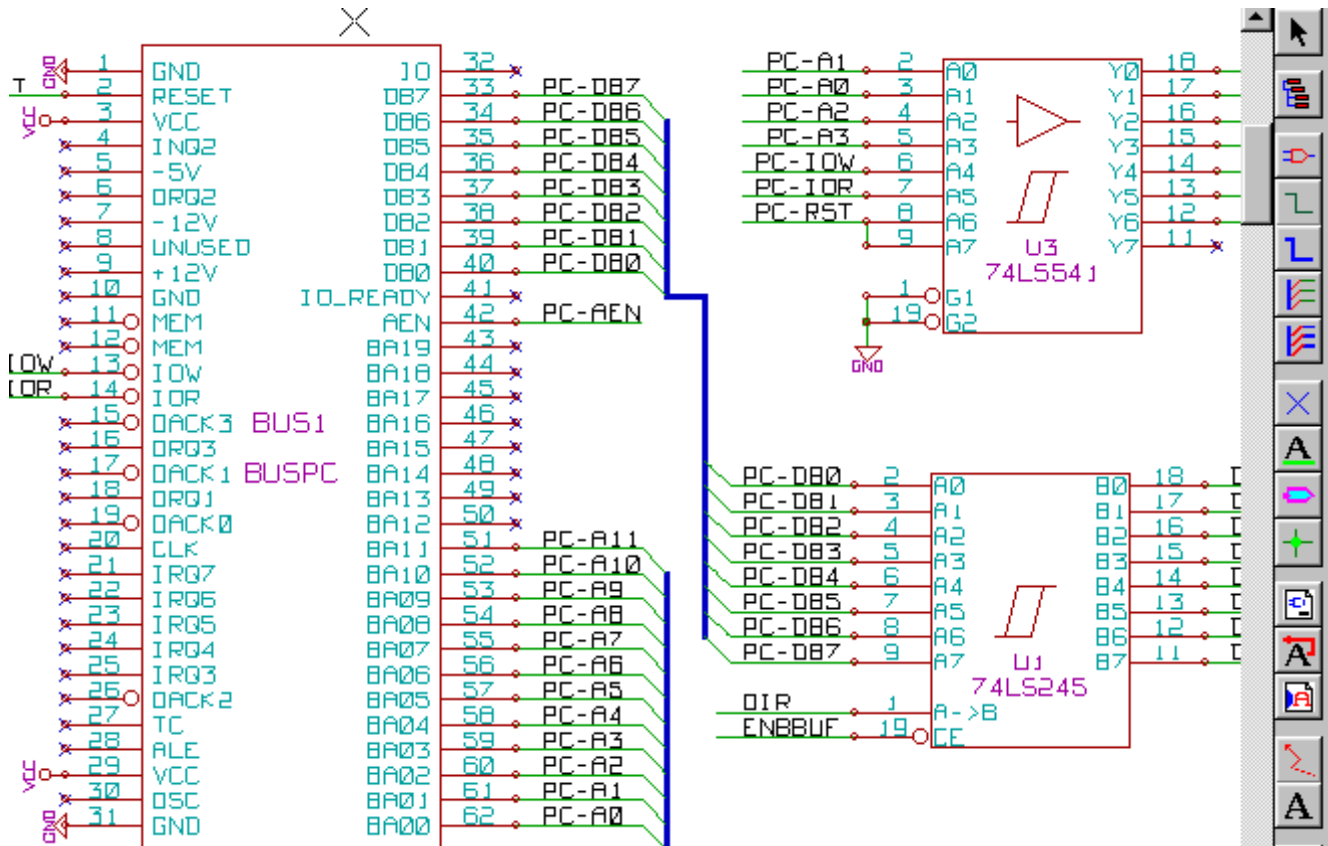 1 GND IO 32
T 2 RESET DB7 33 PC-DB7
VCC 3 VCC DB6 34 PC-DB6
4 INQ2 DB5 35 PC-DB5
5 -5V DB4 36 PC-DB4
6 DRQ2 DB3 37 PC-DB3
7 -12V DB2 38 PC-DB2
8 UNUSED DB1 39 PC-DB1
9 +12V DB0 40 PC-DB0
10 GND IO_READY 41
11 MEM AEN 42 PC-AEN
12 MEM BA19 43
IOW 13 IOW BA18 44
IOR 14 IOR BA17 45
15 DACK3 BA16 46
16 DRQ3 BA15 47
17 DACK1 BA14 48
18 DRQ1 BA13 49
19 DACK0 BA12 50
20 CLK BA11 51 PC-A11
21 IRQ7 BA10 52 PC-A10
22 IRQ6 BA09 53 PC-A9
23 IRQ5 BA08 54 PC-A8
24 IRQ4 BA07 55 PC-A7
25 IRQ3 BA06 56 PC-A6
26 DACK2 BA05 57 PC-A5
27 TC BA04 58 PC-A4
28 ALE BA03 59 PC-A3
VCC 29 VCC BA02 60 PC-A2
30 OSC BA01 61 PC-A1
GND 31 GND BA00 62 PC-A0
GND
BUS1
BUSPC
PC-A1 2 A0 Y0 18
PC-A0 3 A1 Y1 17
PC-A2 4 A2 Y2 16
PC-A3 5 A3 Y3 15
PC-IOW 6 A4 Y4 14
PC-IOR 7 A5 Y5 13
PC-RST 8 A6 Y6 12
9 A7 Y7 11
U3
74LS541
1 G1
19 G2
GND
PC-DB0 2 A0 B0 18 D
PC-DB1 3 A1 B1 17 D
PC-DB2 4 A2 B2 16 D
PC-DB3 5 A3 B3 15 D
PC-DB4 6 A4 B4 14 D
PC-DB5 7 A5 B5 13 D
PC-DB6 8 A6 B6 12 D
PC-DB7 9 A7 B7 11 D
U1
74LS245
DIR 1 A->B
ENBBUF 19 CE
A
A
A
A